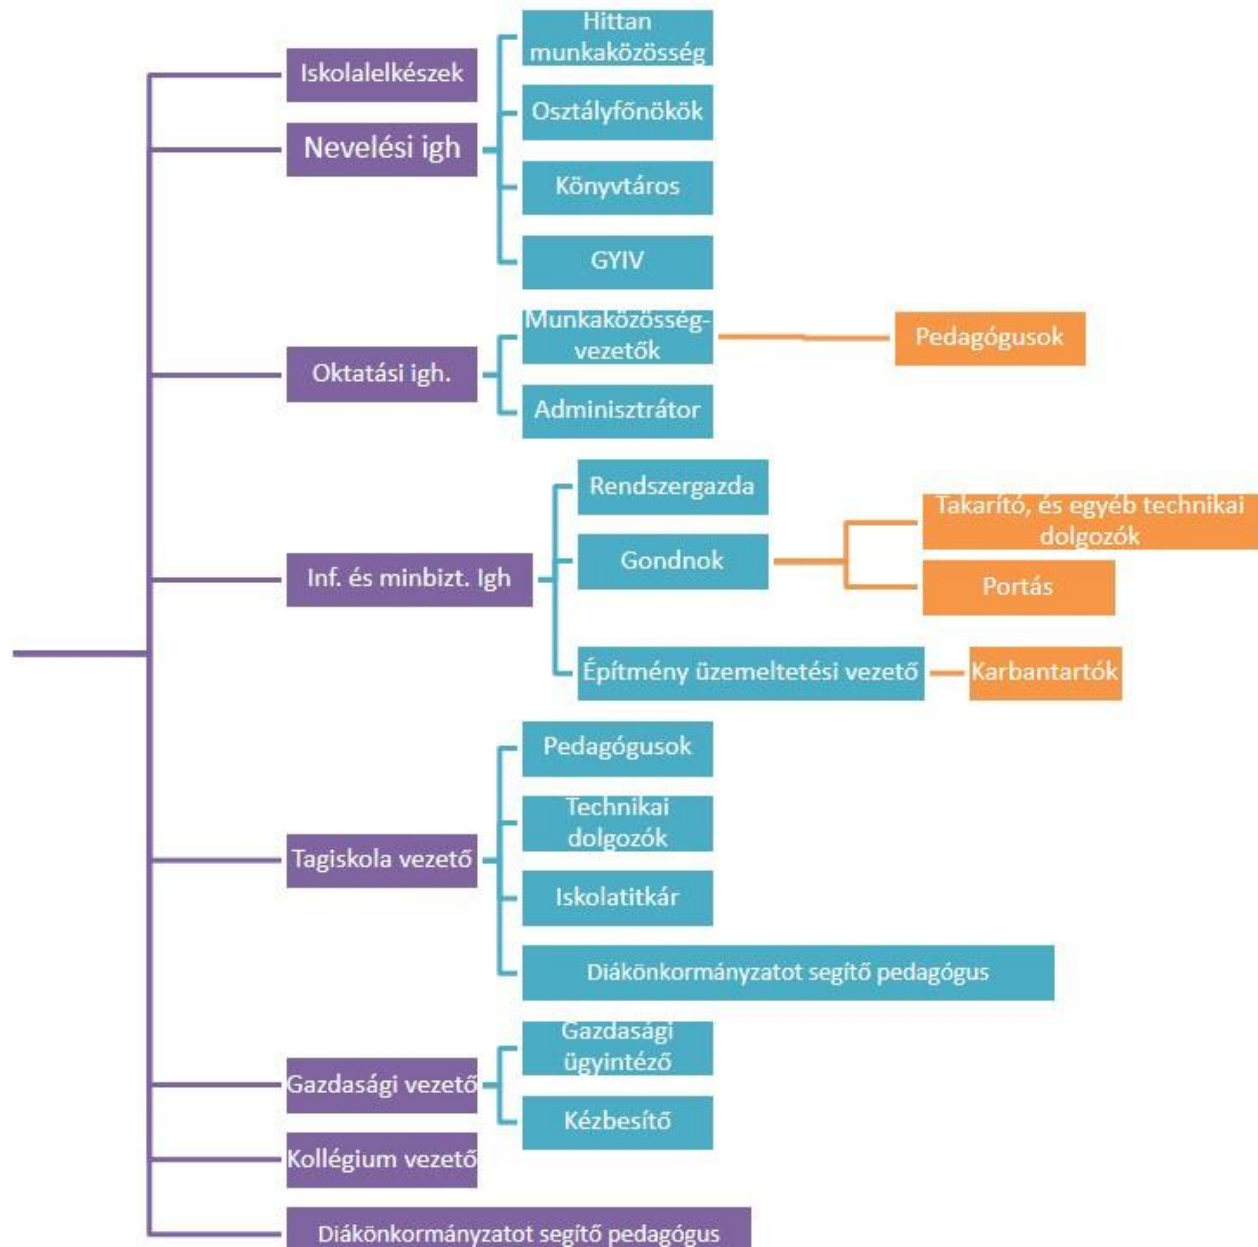 Iskolalelkészek
Nevelési igh
Hittan
munkaközösség
Osztályfőnökök
Könyvtáros
GYIV
Oktatási igh.
Munkaközösség-
vezetők
Pedagógusok
Adminisztrátor
Inf. és minbizt. Igh
Rendszergazda
Gondnok
Takarító, és egyéb technikai
dolgozók
Portás
Építmény üzemeltetési vezető
Karbantartók
Tagiskola vezető
Pedagógusok
Technikai
dolgozók
Iskolatitkár
Diákönkormányzatot segítő pedagógus
Gazdasági vezető
Gazdasági
ügyintéző
Kézbesítő
Kollégium vezető
Diákönkormányzatot segítő pedagógus